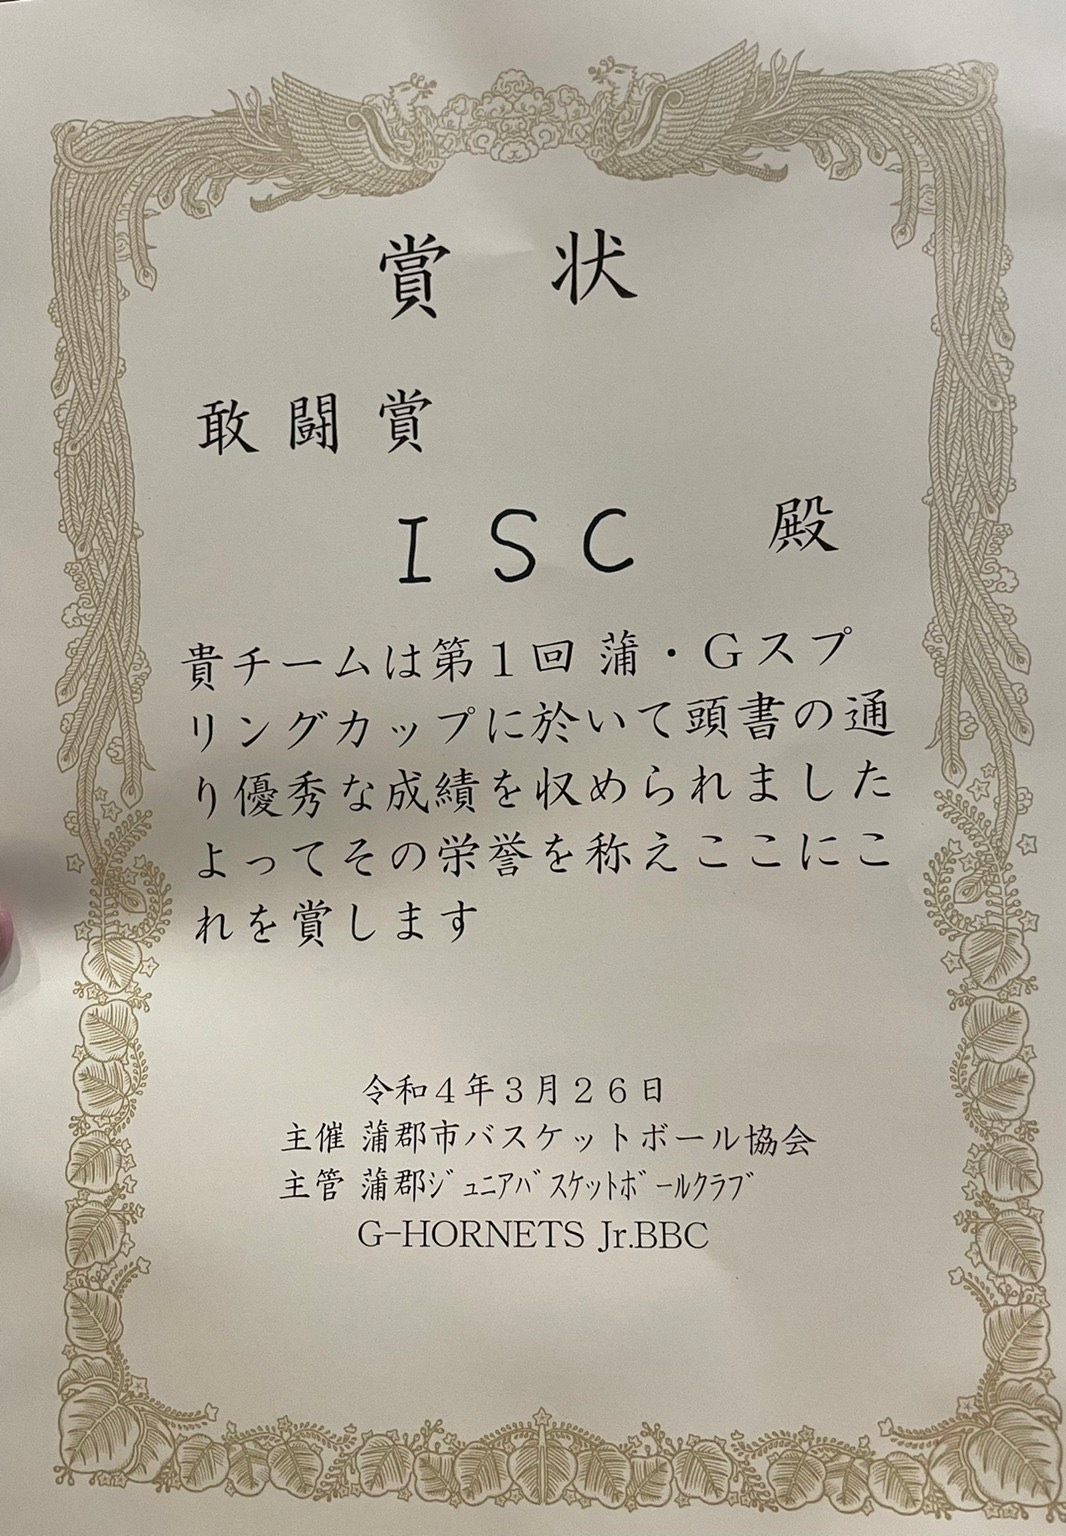 賞状
敢闘賞
ISC 殿
貴チームは第１回 蒲・Ｇスプ
リングカップに於いて頭書の通
り優秀な成績を収められました
よってその栄誉を称えここにこ
れを賞します
令和４年３月２６日
主催 蒲郡市バスケットボール協会
主管 蒲郡ｼﾞｭﾆｱﾊﾞｽｹｯﾄﾎﾞｰﾙｸﾗﾌﾞ
G-HORNETS Jr.BBC